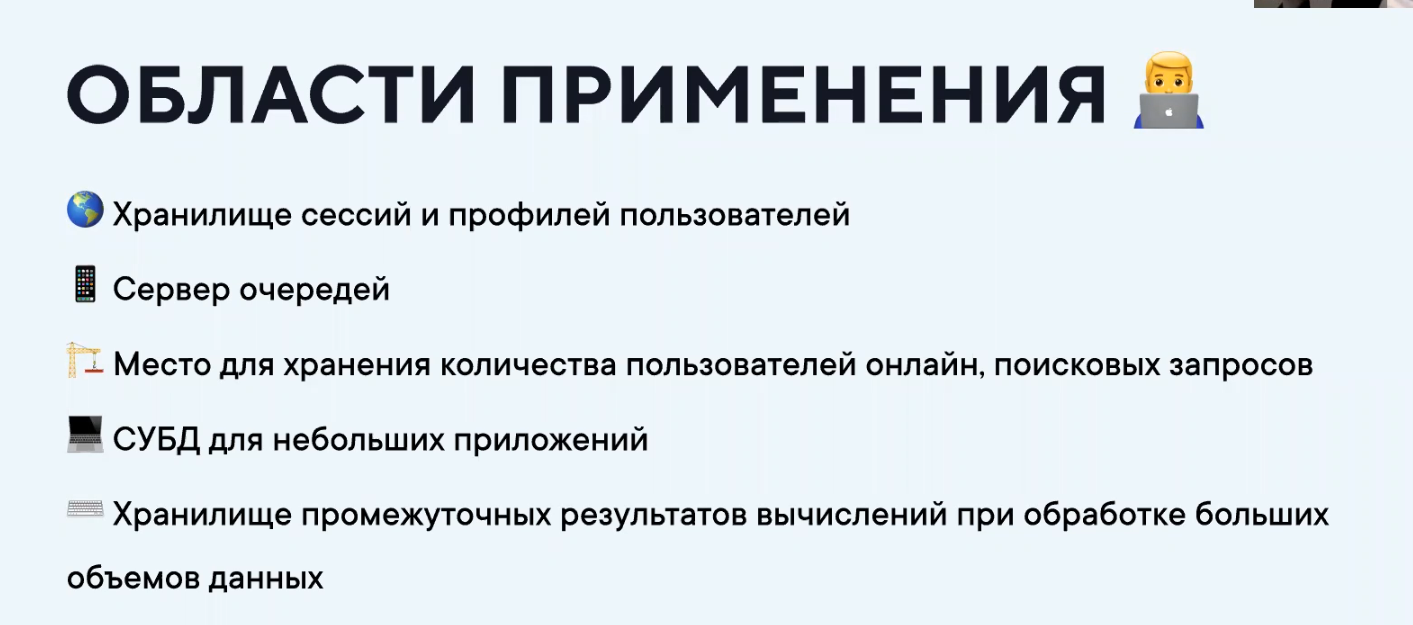 ОБЛАСТИ ПРИМЕНЕНИЯ 👨‍💻
🌎 Хранилище сессий и профилей пользователей
📱 Сервер очередей
🏗️ Место для хранения количества пользователей онлайн, поисковых запросов
💻 СУБД для небольших приложений
⌨️ Хранилище промежуточных результатов вычислений при обработке больших
объемов данных